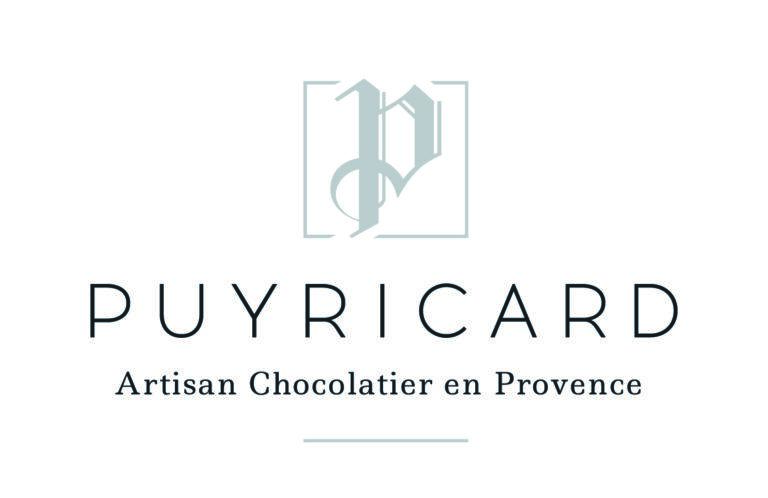 P
PUYRICARD
Artisan Chocolatier en Provence